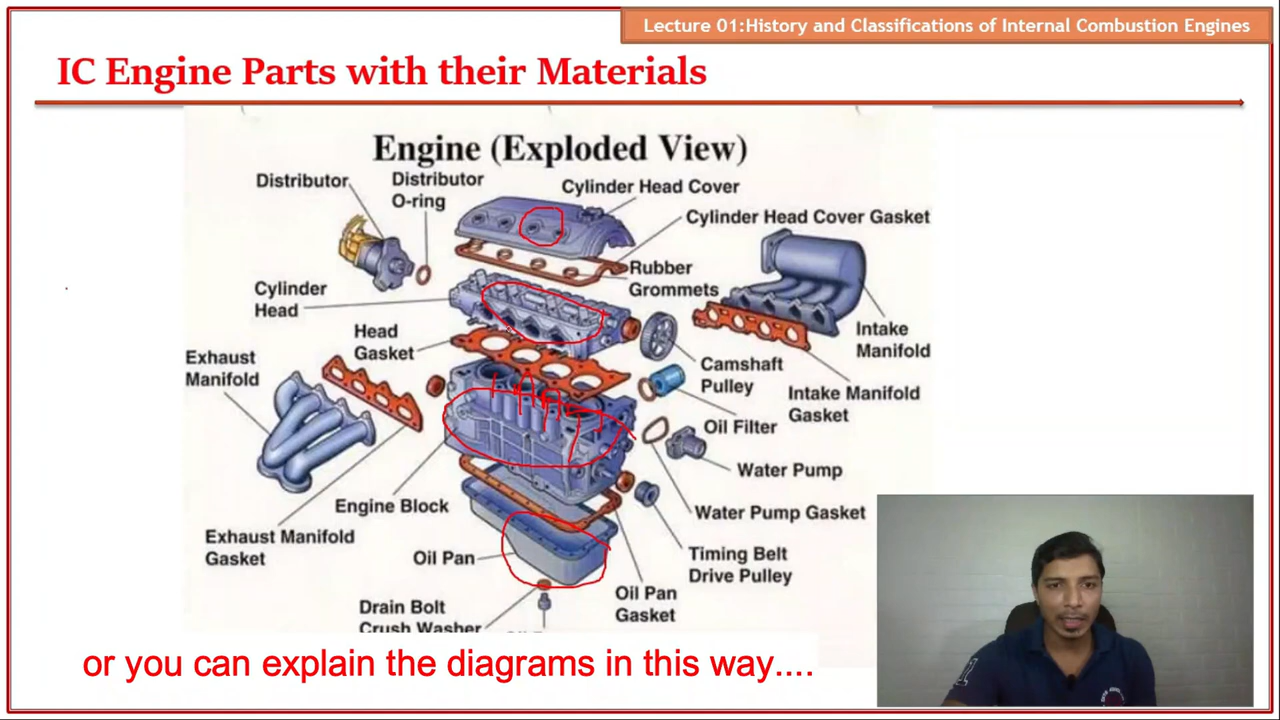 Lecture 01:History and Classifications of Internal Combustion Engines
IC Engine Parts with their Materials
Engine (Exploded View)
Distributor
Distributor
O-ring
Cylinder Head Cover
Cylinder Head Cover Gasket
Rubber
Grommets
Cylinder
Head
Head
Gasket
Intake
Manifold
Exhaust
Manifold
Camshaft
Pulley
Intake Manifold
Gasket
Oil Filter
Water Pump
Engine Block
Water Pump Gasket
Exhaust Manifold
Gasket
Oil Pan
Timing Belt
Drive Pulley
Oil Pan
Gasket
Drain Bolt
Crush Washer
or you can explain the diagrams in this way....